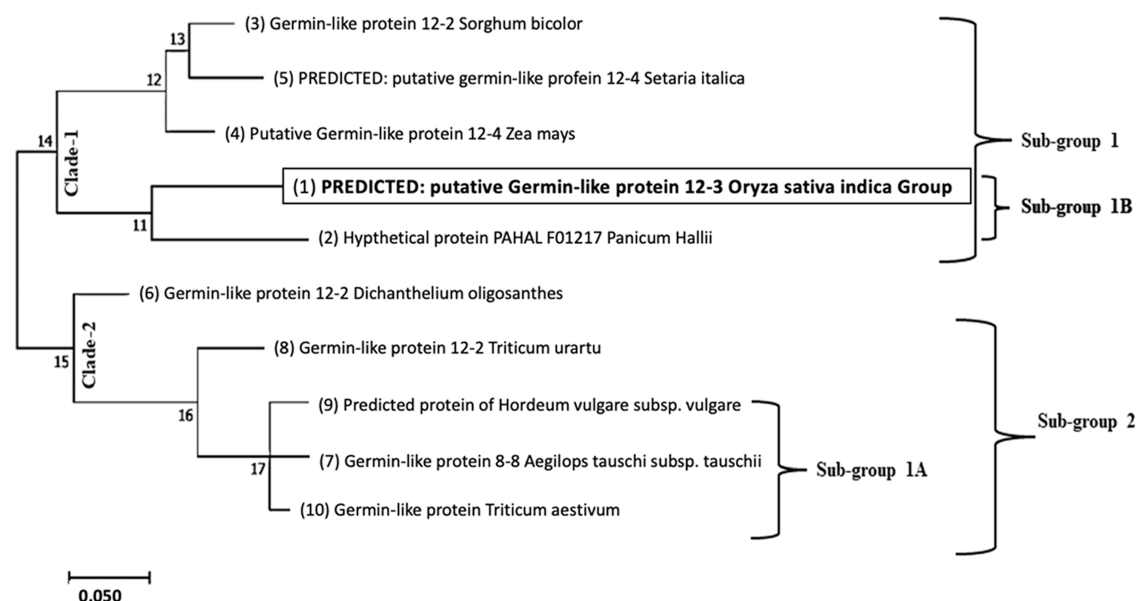 (3) Germin-like protein 12-2 Sorghum bicolor
13
(5) PREDICTED: putative germin-like profein 12-4 Setaria italica
12
(4) Putative Germin-like protein 12-4 Zea mays
14
Clade-1
Sub-group 1
(1) PREDICTED: putative Germin-like protein 12-3 Oryza sativa indica Group
Sub-group 1B
11
(2) Hypthetical protein PAHAL F01217 Panicum Hallii
(6) Germin-like protein 12-2 Dichanthelium oligosanthes
15
Clade-2
(8) Germin-like protein 12-2 Triticum urartu
16
(9) Predicted protein of Hordeum vulgare subsp. vulgare
Sub-group 2
(7) Germin-like protein 8-8 Aegilops tauschi subsp. tauschii
17
Sub-group 1A
(10) Germin-like protein Triticum aestivum
0.050